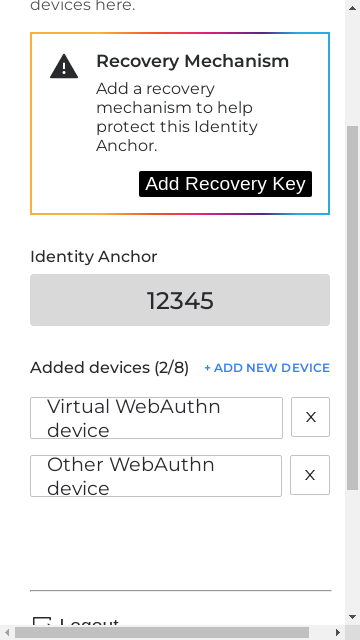 devices here.
Recovery Mechanism
Add a recovery
mechanism to help
protect this Identity
Anchor.
Add Recovery Key
Identity Anchor
12345
Added devices (2/8) + ADD NEW DEVICE
Virtual WebAuthn
device
X
Other WebAuthn
device
X
Logout